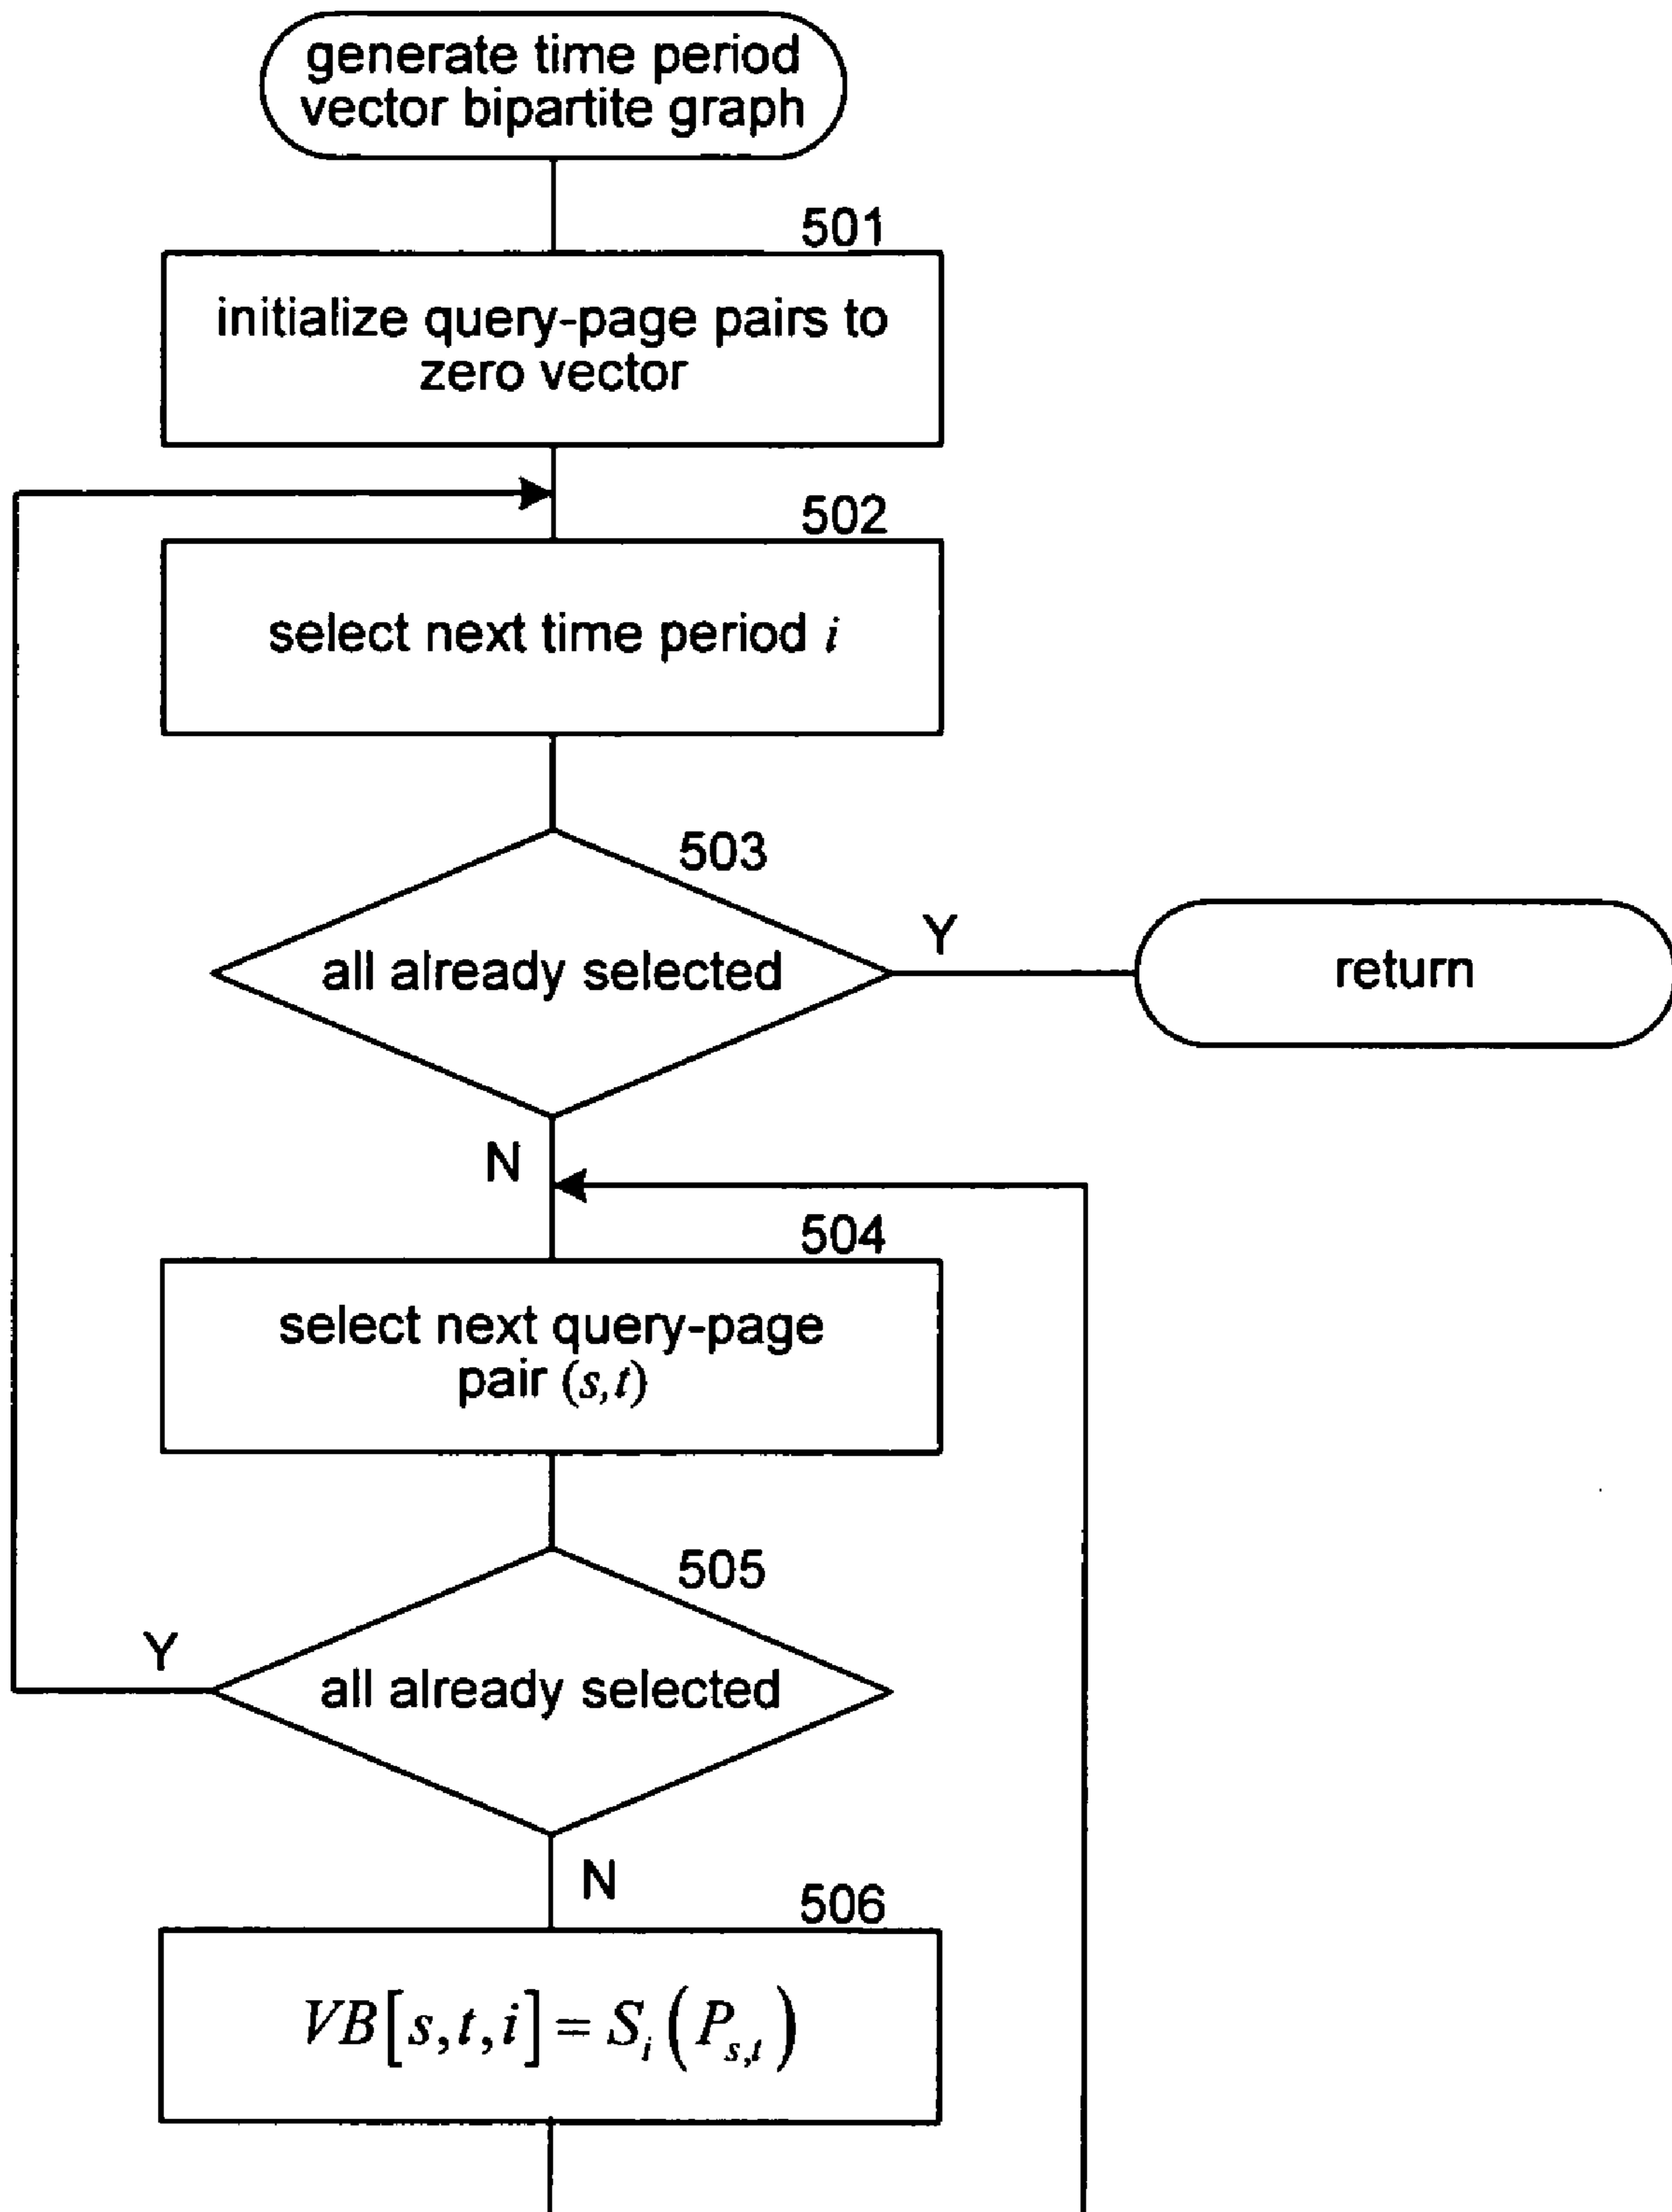 generate time period
vector bipartite graph
501
initialize query-page pairs to
zero vector
502
select next time period i
503
all already selected
Y
return
N
504
select next query-page
pair (s,t)
505
Y
all already selected
N
506
VB[s,t,i] = S_i(P_{s,t})